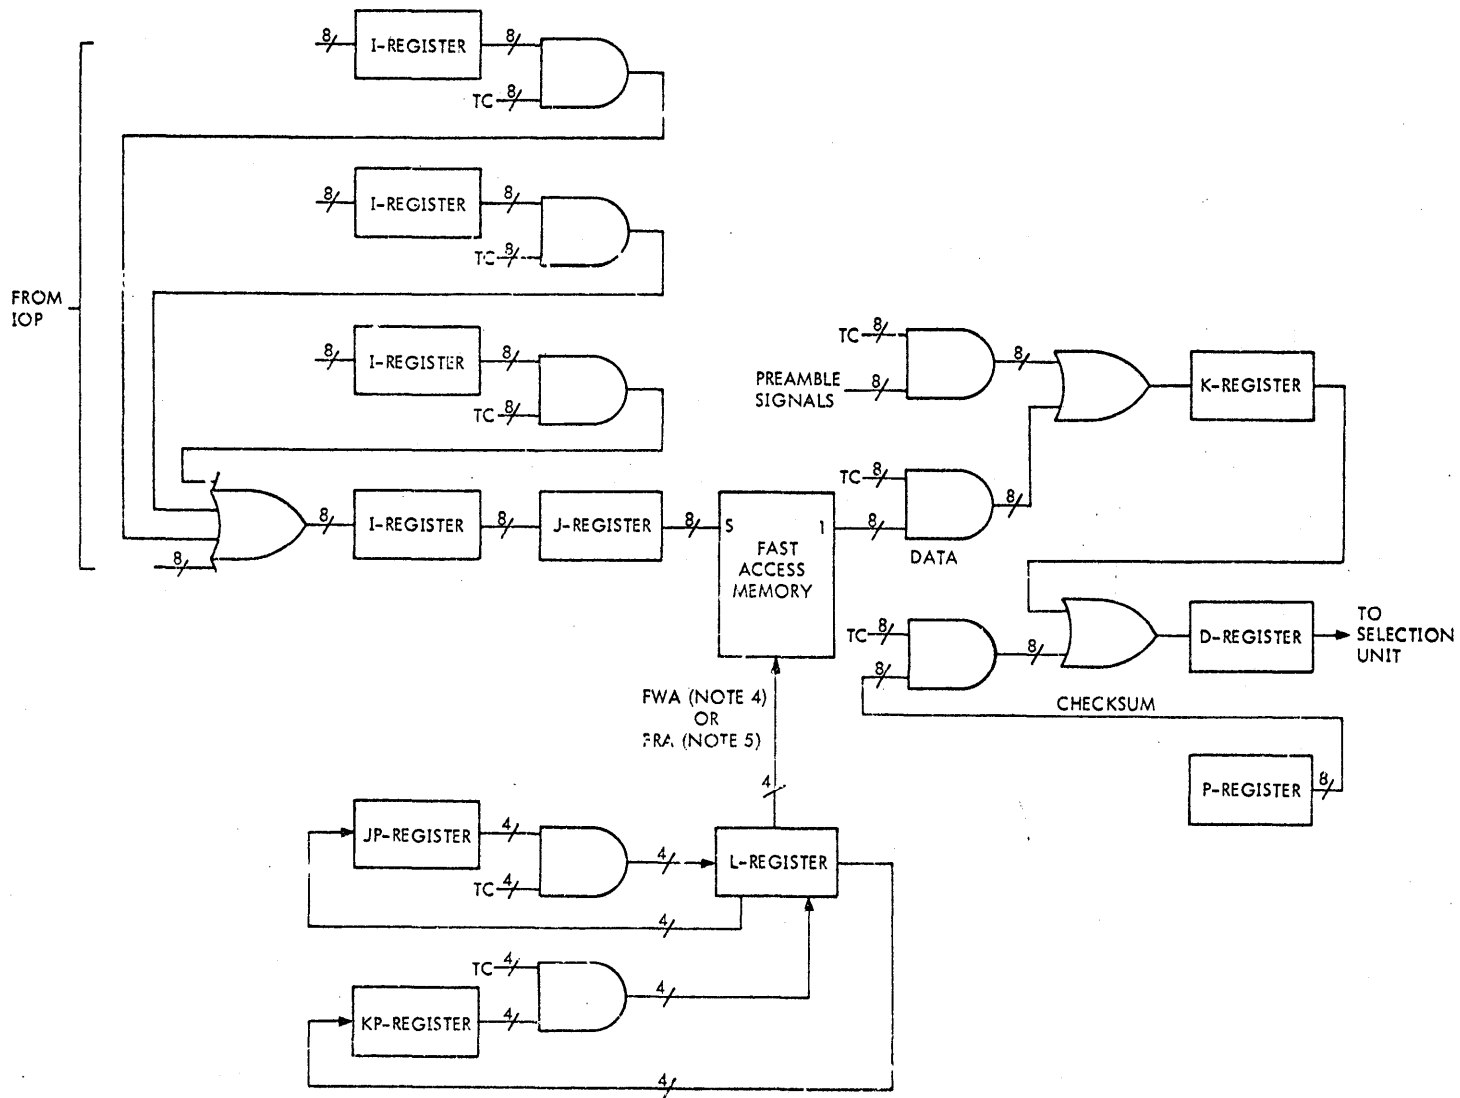 8 I-REGISTER 8
TC 8
8 I-REGISTER 8
TC 8
FROM
IOP
8 I-REGISTER 8
TC 8
8
8 I-REGISTER 8 J-REGISTER 8
S 1
FAST
ACCESS
MEMORY
8
TC 8
PREAMBLE
SIGNALS
8
8
K-REGISTER
TC 8
8
DATA
8
TC 8
8
8
D-REGISTER
TO
SELECTION
UNIT
CHECKSUM
P-REGISTER 8
FWA (NOTE 4)
OR
FRA (NOTE 5)
4
JP-REGISTER 4
TC 4
4
L-REGISTER
4
TC 4
KP-REGISTER 4
4
4